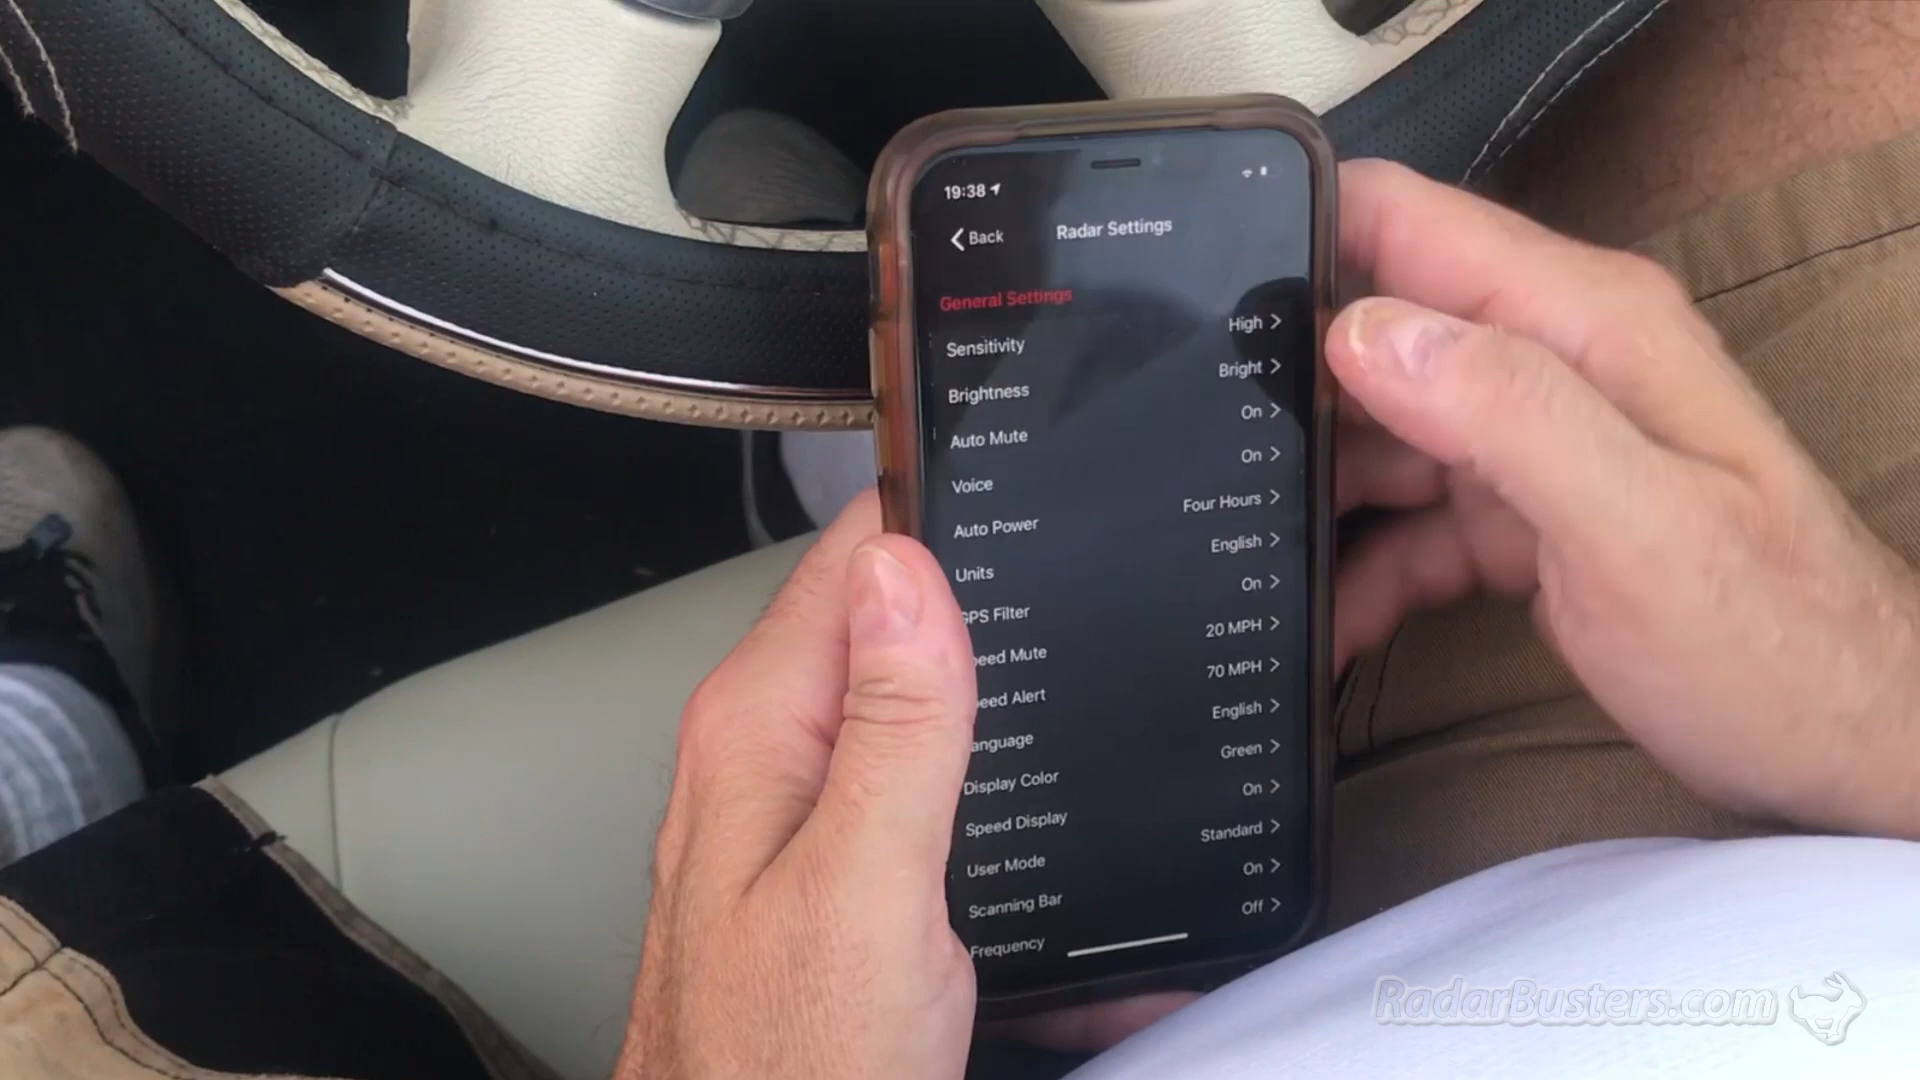 19:38
Back
Radar Settings
General Settings
Sensitivity High
Brightness Bright
Auto Mute On
Voice On
Auto Power Four Hours
Units English
GPS Filter On
peed Mute 20 MPH
eed Alert 70 MPH
anguage English
Display Color Green
Speed Display On
User Mode Standard
Scanning Bar On
Frequency Off
RadarBusters.com